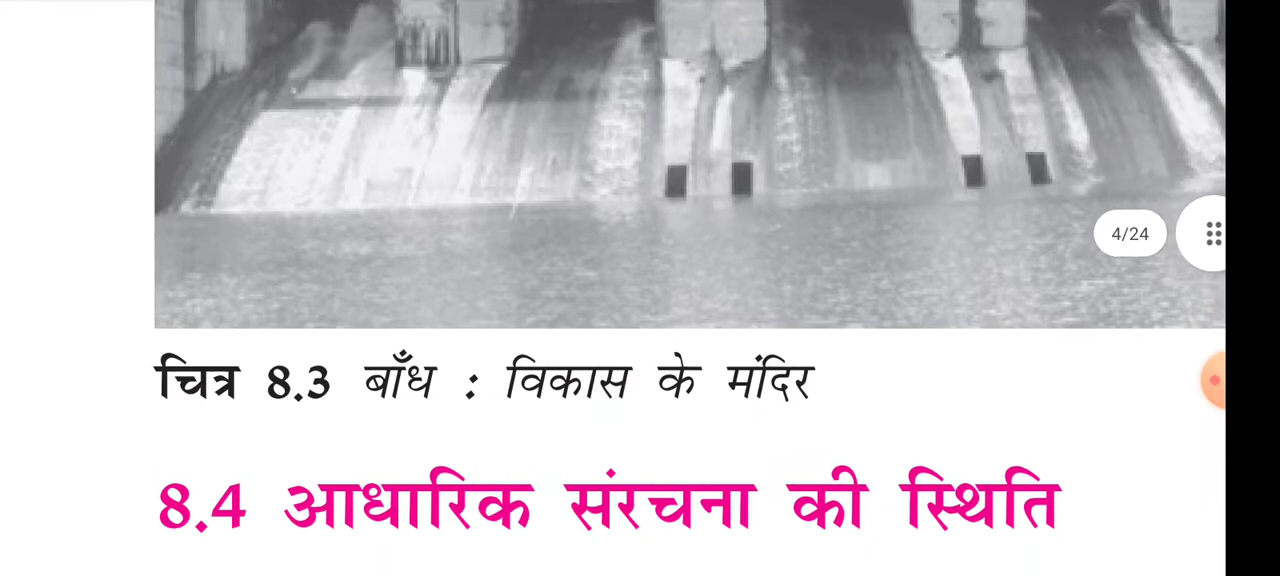 4/24
चित्र 8.3 बाँध : विकास के मंदिर
8.4 आधारिक संरचना की स्थिति